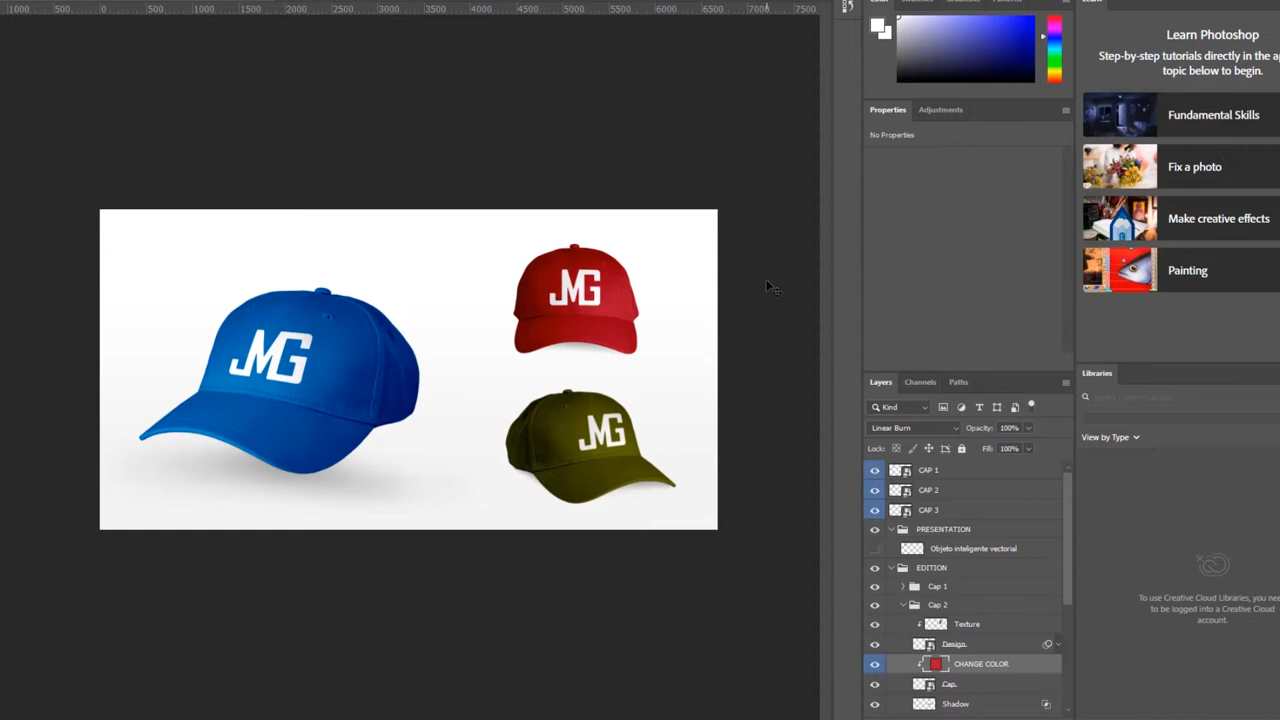 1000 0 500 1000 1500 2000 2500 3000 3500 4000 4500 5000 5500 6000 6500 7000 7500
Learn Photoshop
Step-by-step tutorials directly in the a
topic below to begin.
Fundamental Skills
Fix a photo
Make creative effects
Painting
Properties Adjustments
No Properties
JMG
JMG
JMG
Layers Channels Paths
Kind
Linear Burn Opacity: 100%
Lock: Fill: 100%
CAP 1
CAP 2
CAP 3
PRESENTATION
Objeto inteligente vectorial
EDITION
Cap 1
Cap 2
Texture
Design
CHANGE COLOR
Cap
Shadow
Libraries
View by Type
To use Creative Cloud Libraries, you nee
to be logged into a Creative Cloud
account.